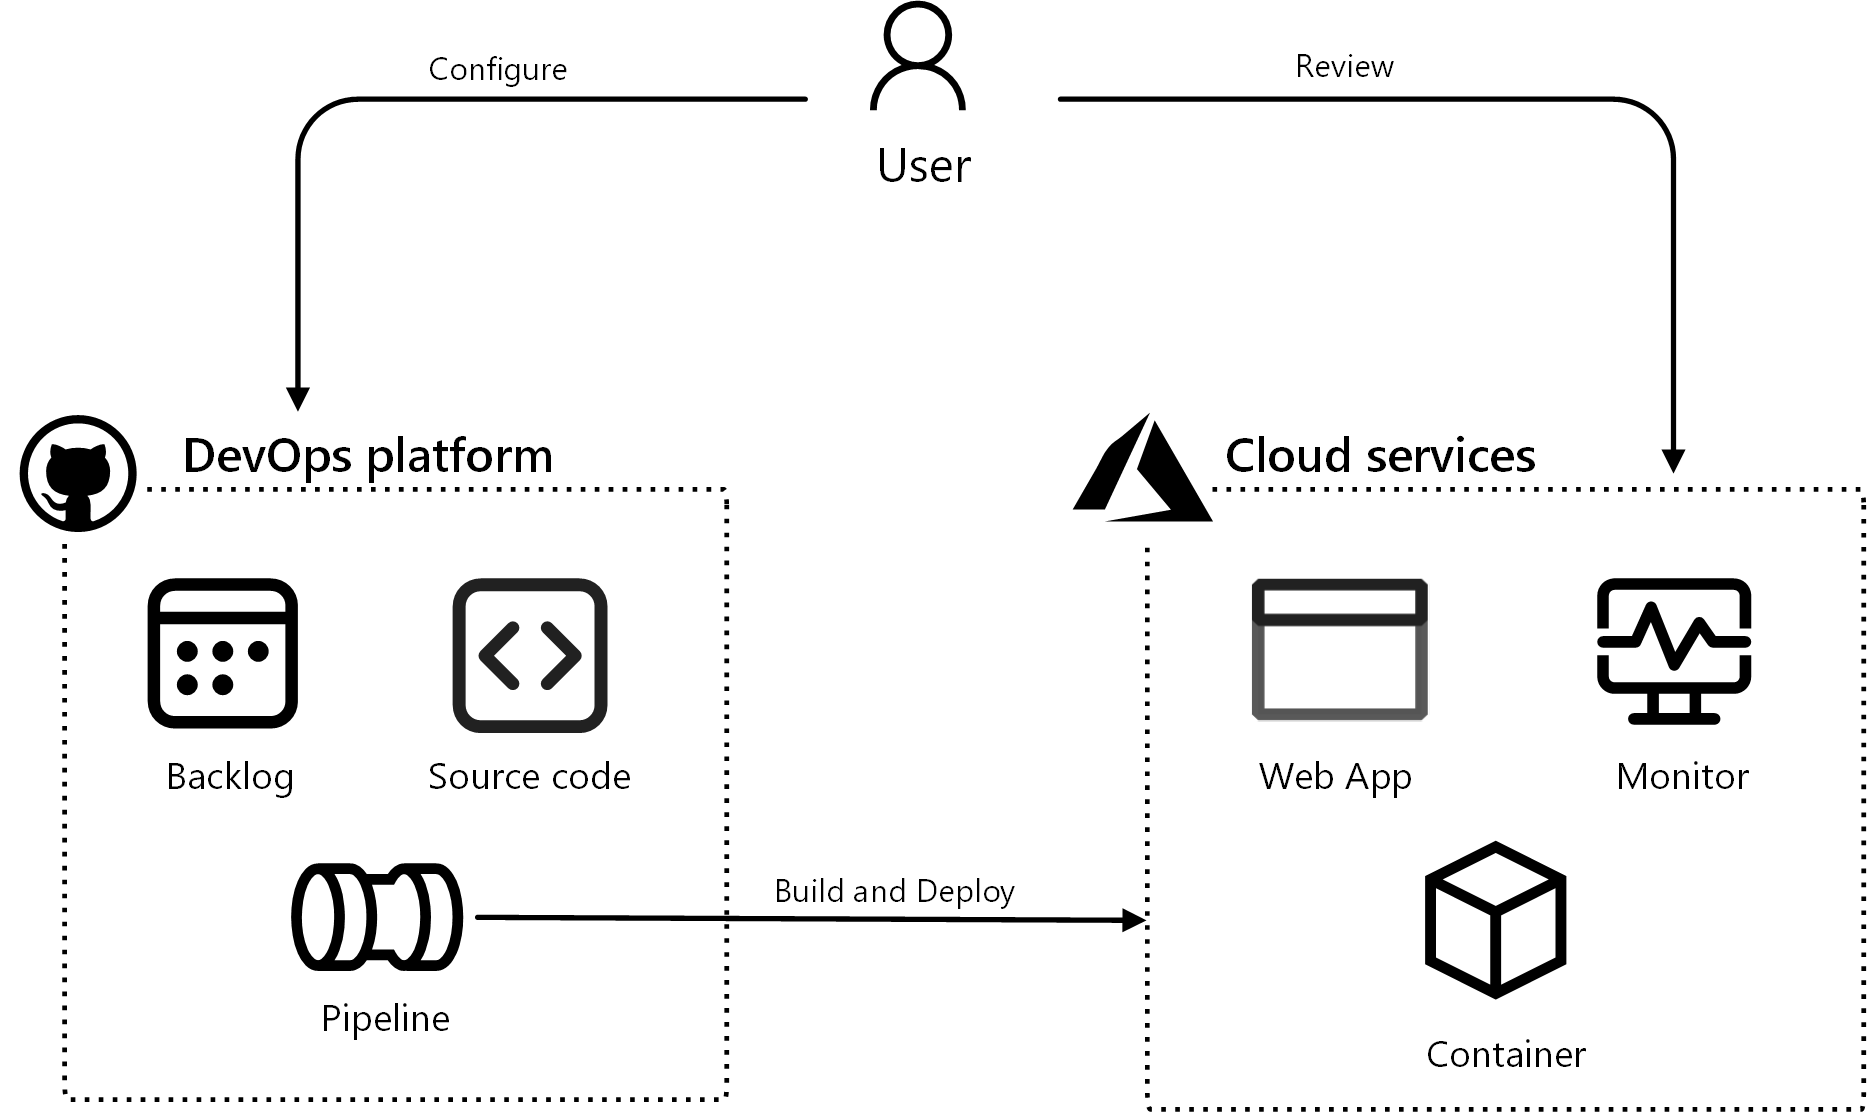 Configure
Review
User
DevOps platform
Cloud services
Backlog
Source code
Web App
Monitor
Build and Deploy
Pipeline
Container